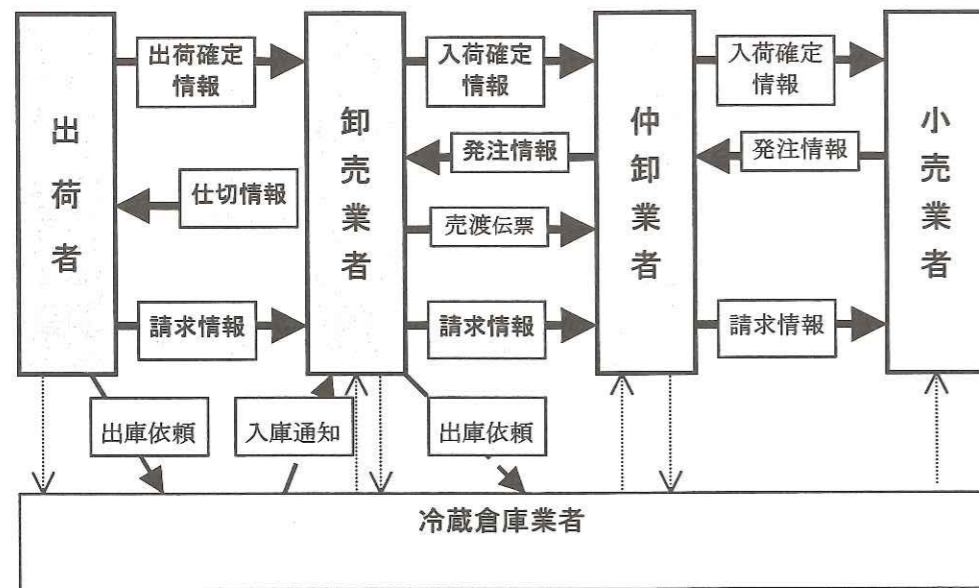 出荷者
出荷確定
情報
仕切情報
請求情報
卸売業者
入荷確定
情報
発注情報
売渡伝票
請求情報
仲卸業者
入荷確定
情報
発注情報
請求情報
小売業者
出庫依頼
入庫通知
出庫依頼
冷蔵倉庫業者